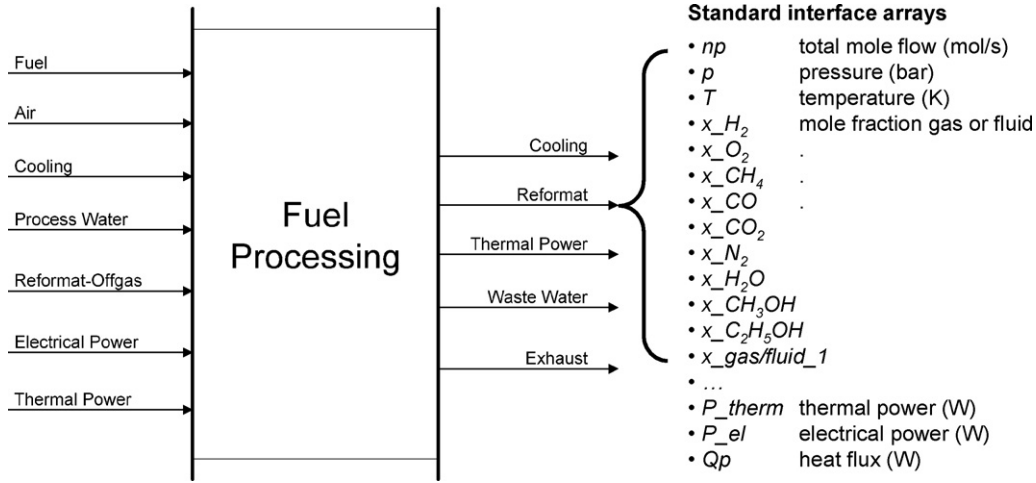 Fuel
Air
Cooling
Process Water
Reformat-Offgas
Electrical Power
Thermal Power
Fuel
Processing
Cooling
Reformat
Thermal Power
Waste Water
Exhaust
Standard interface arrays
• np total mole flow (mol/s)
• p pressure (bar)
• T temperature (K)
• x_H₂ mole fraction gas or fluid
• x_O₂ .
• x_CH₄ .
• x_CO .
• x_CO₂
• x_N₂
• x_H₂O
• x_CH₃OH
• x_C₂H₅OH
• x_gas/fluid_1
• …
• P_therm thermal power (W)
• P_el electrical power (W)
• Qp heat flux (W)